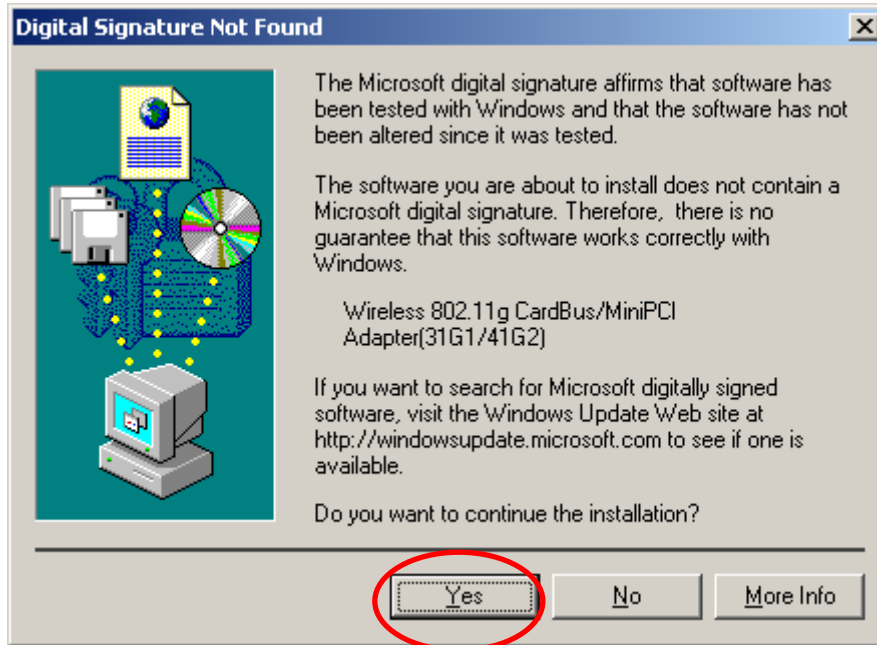 Digital Signature Not Found
The Microsoft digital signature affirms that software has
been tested with Windows and that the software has not
been altered since it was tested.
The software you are about to install does not contain a
Microsoft digital signature. Therefore,  there is no
guarantee that this software works correctly with
Windows.
Wireless 802.11g CardBus/MiniPCI
Adapter(31G1/41G2)
If you want to search for Microsoft digitally signed
software, visit the Windows Update Web site at
http://windowsupdate.microsoft.com to see if one is
available.
Do you want to continue the installation?
Yes No More Info